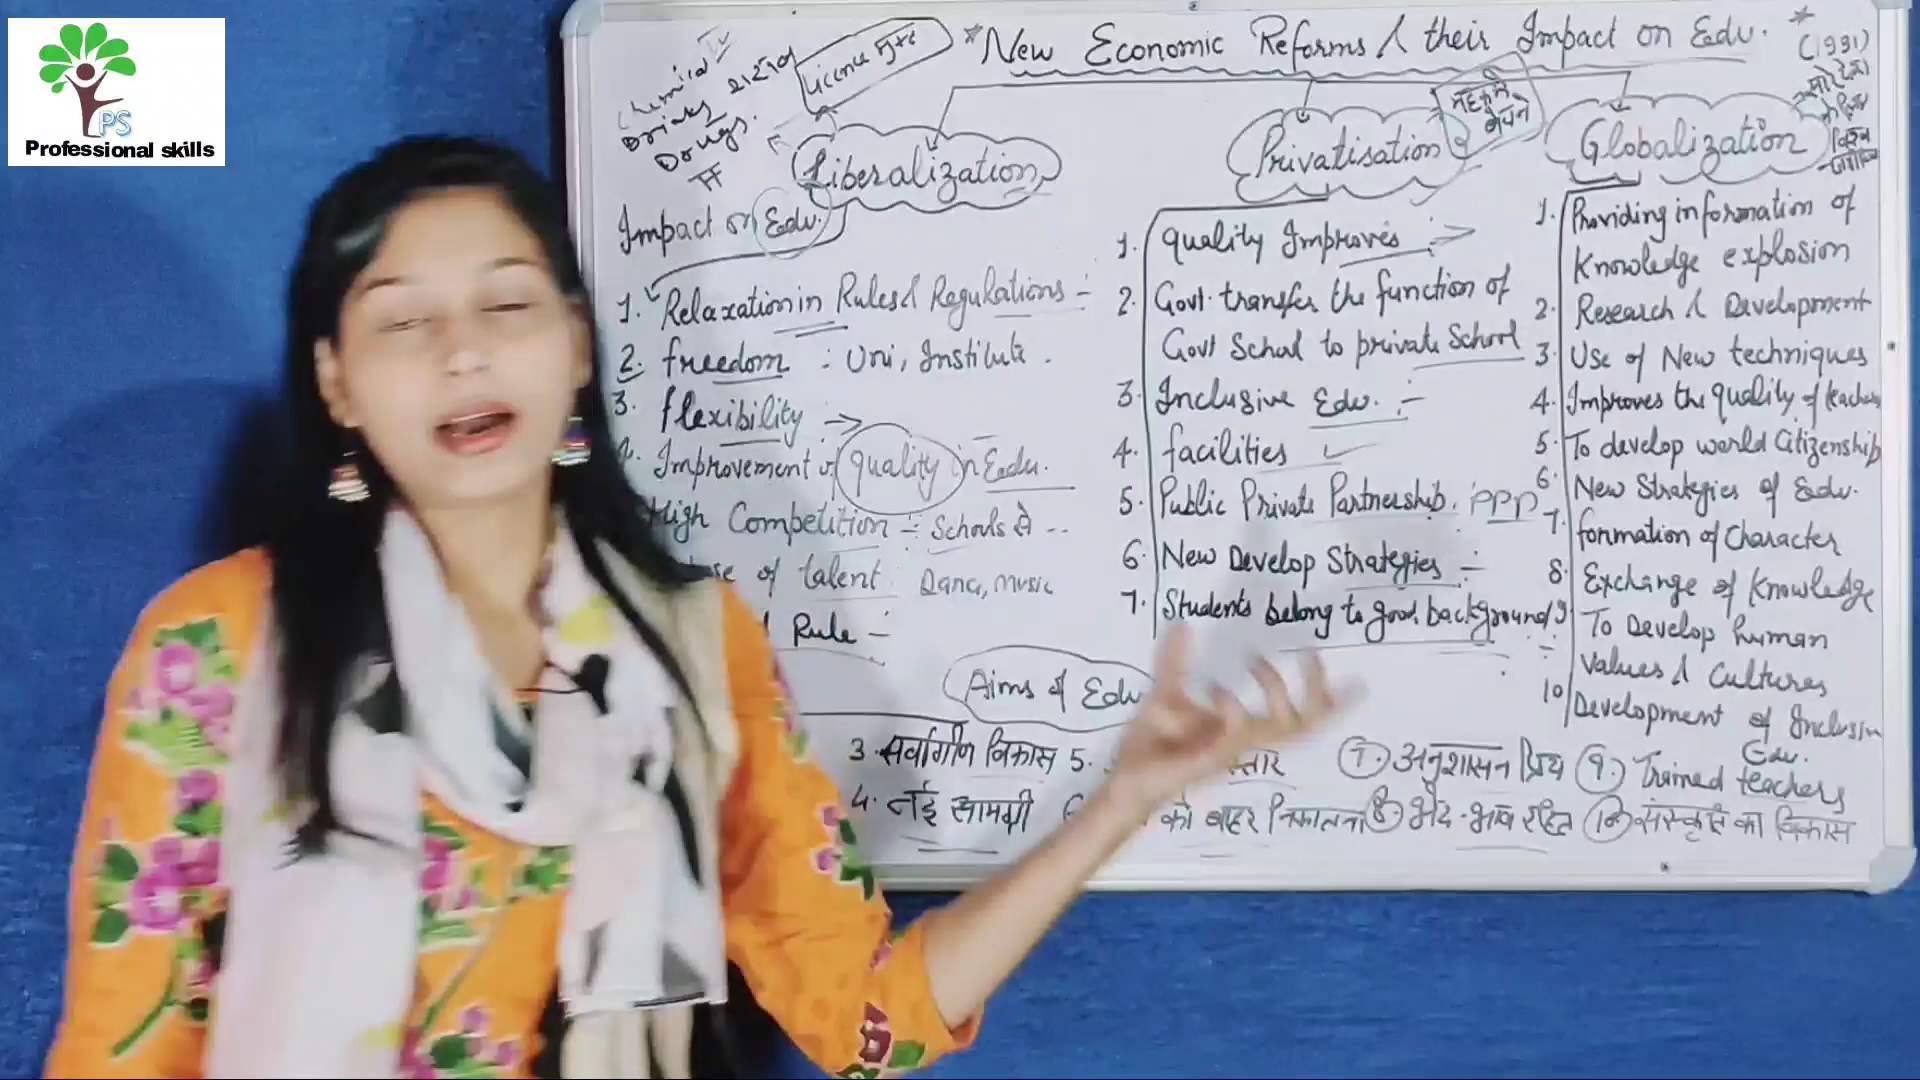 PS
Professional skills
* New Economic Reforms & their Impact on Edu. *
(1991)
Licence
Drinks
Drugs.
Liberalization
Privatisation
Globalization
Impact on Edu.
1. Relaxation in Rules & Regulations :-
2. freedom : Uni, Institute.
3. flexibility :->
Improvement of quality in Edu.
High Competition :- Schools से --
of talent : Danc, music
Rule -
1. Quality Improves :->
2. Govt. transfer the function of
Govt School to private School
3. Inclusive Edu. :-
4. facilities
5. Public Private Partnership. :PPP
6. New Develop Strategies :-
7. Students belong to good background
1. Providing information of
Knowledge explosion
2. Research & Development
3. Use of New techniques
4. Improves the quality of teachers
5. To develop world Citizenship
6. New Strategies of Edu.
7. formation of Character
8. Exchange of Knowledge
9. To Develop human
Values & Cultures
10. Development of Inclusive
Edu.
Aims of Edu
3. सर्वांगीण विकास 5.
7. अनुशासन प्रिय 9.) Trained teachers
4. नई सामग्री
को बाहर निकालना 8. भेद-भाव रहित 10 संस्कृति का विकास